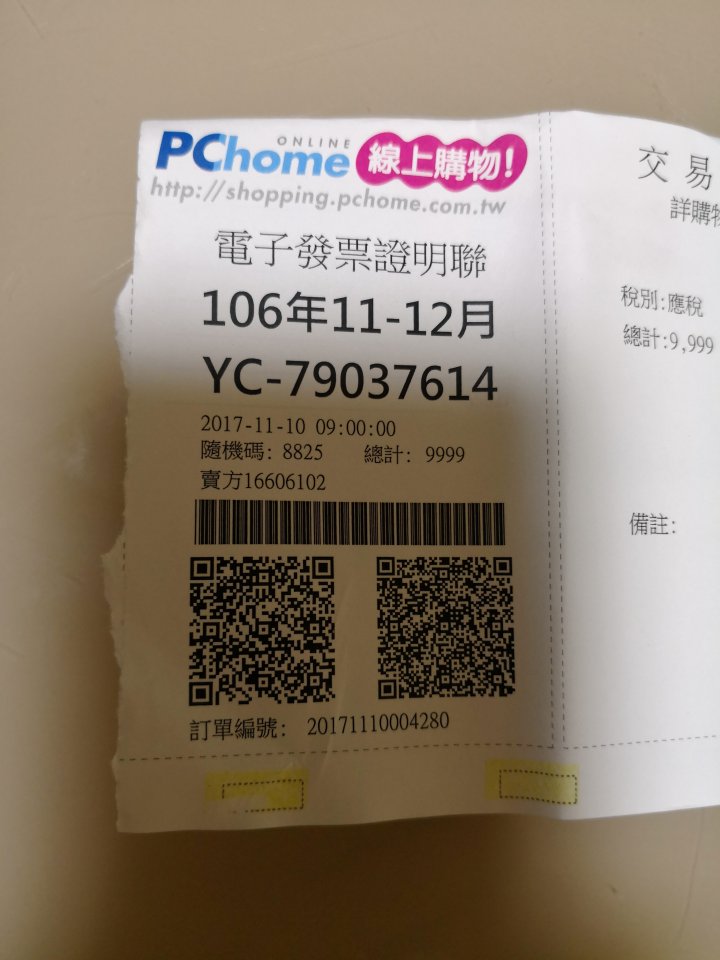 PChome ONLINE 線上購物!
http://shopping.pchome.com.tw
電子發票證明聯
106年11-12月
YC-79037614
2017-11-10 09:00:00
隨機碼: 8825 總計: 9999
賣方16606102
訂單編號: 20171110004280
交易
詳購物
稅別:應稅
總計:9,999
備註: